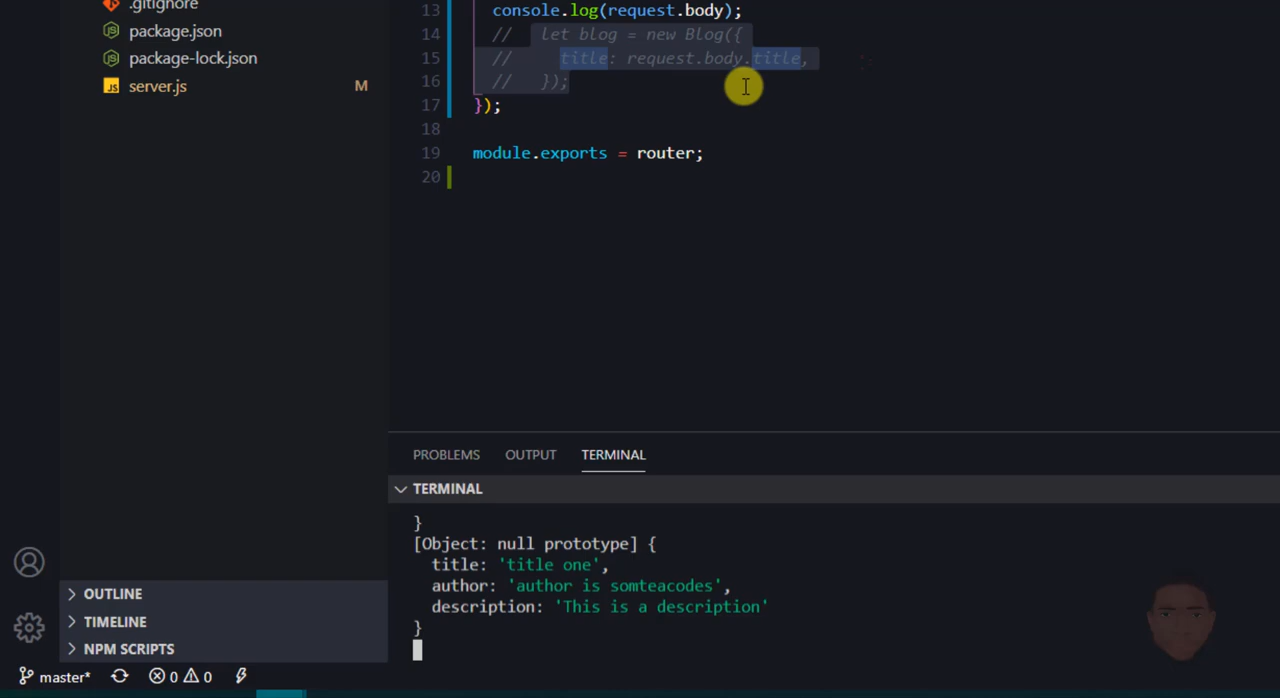 .gitignore
package.json
package-lock.json
server.js M
13 console.log(request.body);
14 // let blog = new Blog({
15 // title: request.body.title,
16 // });
17 });
18
19 module.exports = router;
20
PROBLEMS OUTPUT TERMINAL
TERMINAL
}
[Object: null prototype] {
title: 'title one',
author: 'author is somteacodes',
description: 'This is a description'
}
OUTLINE
TIMELINE
NPM SCRIPTS
master* 0 0